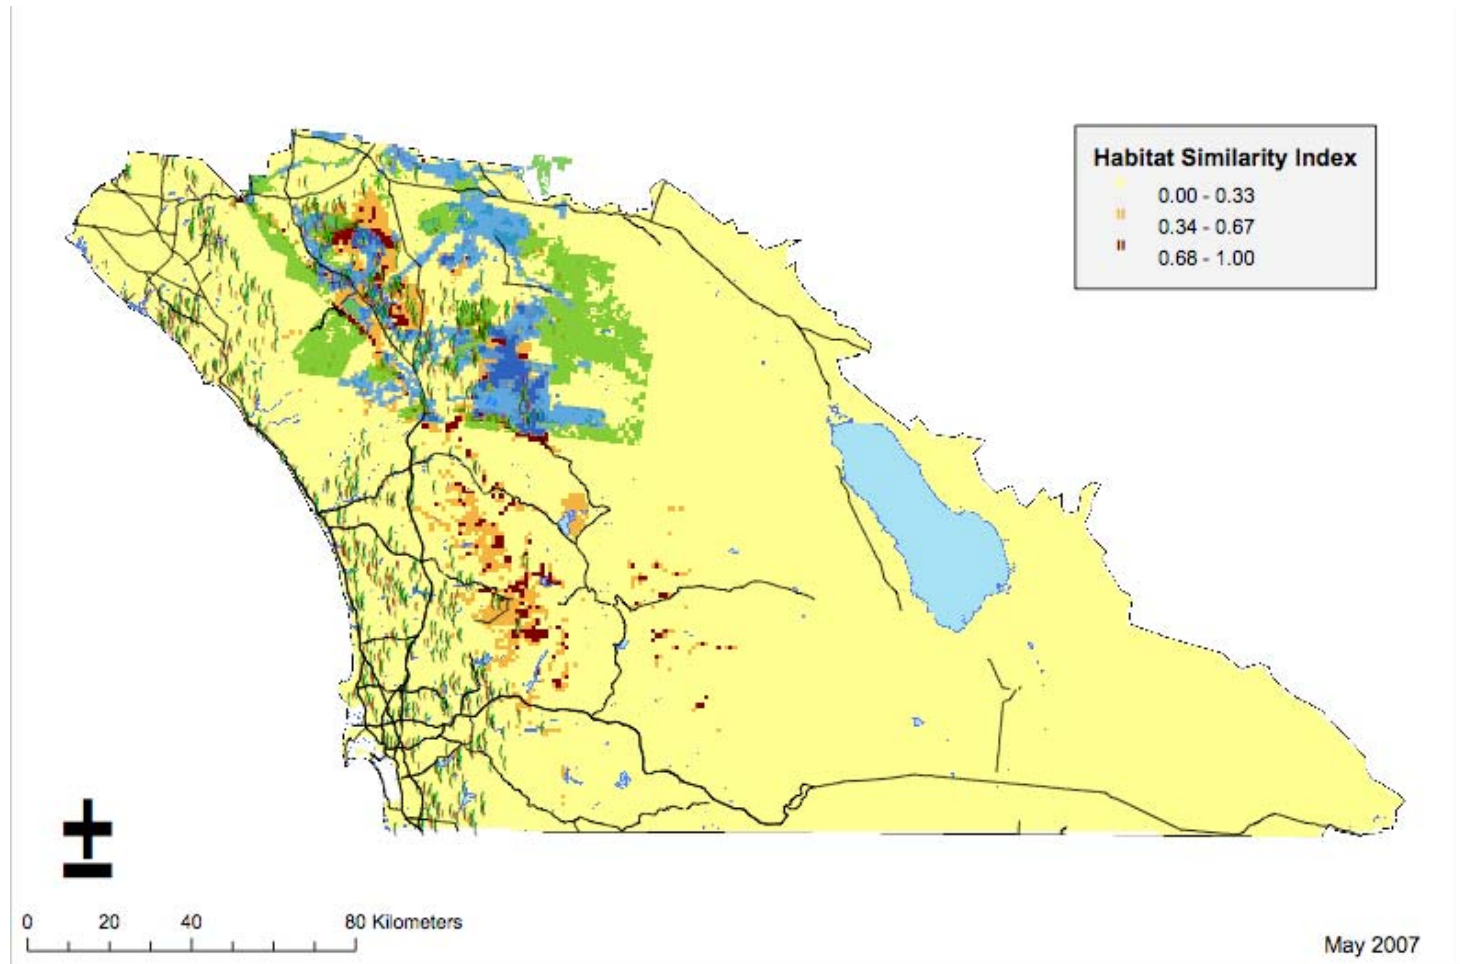 Habitat Similarity Index
0.00 - 0.33
0.34 - 0.67
0.68 - 1.00
0 20 40 80 Kilometers
May 2007